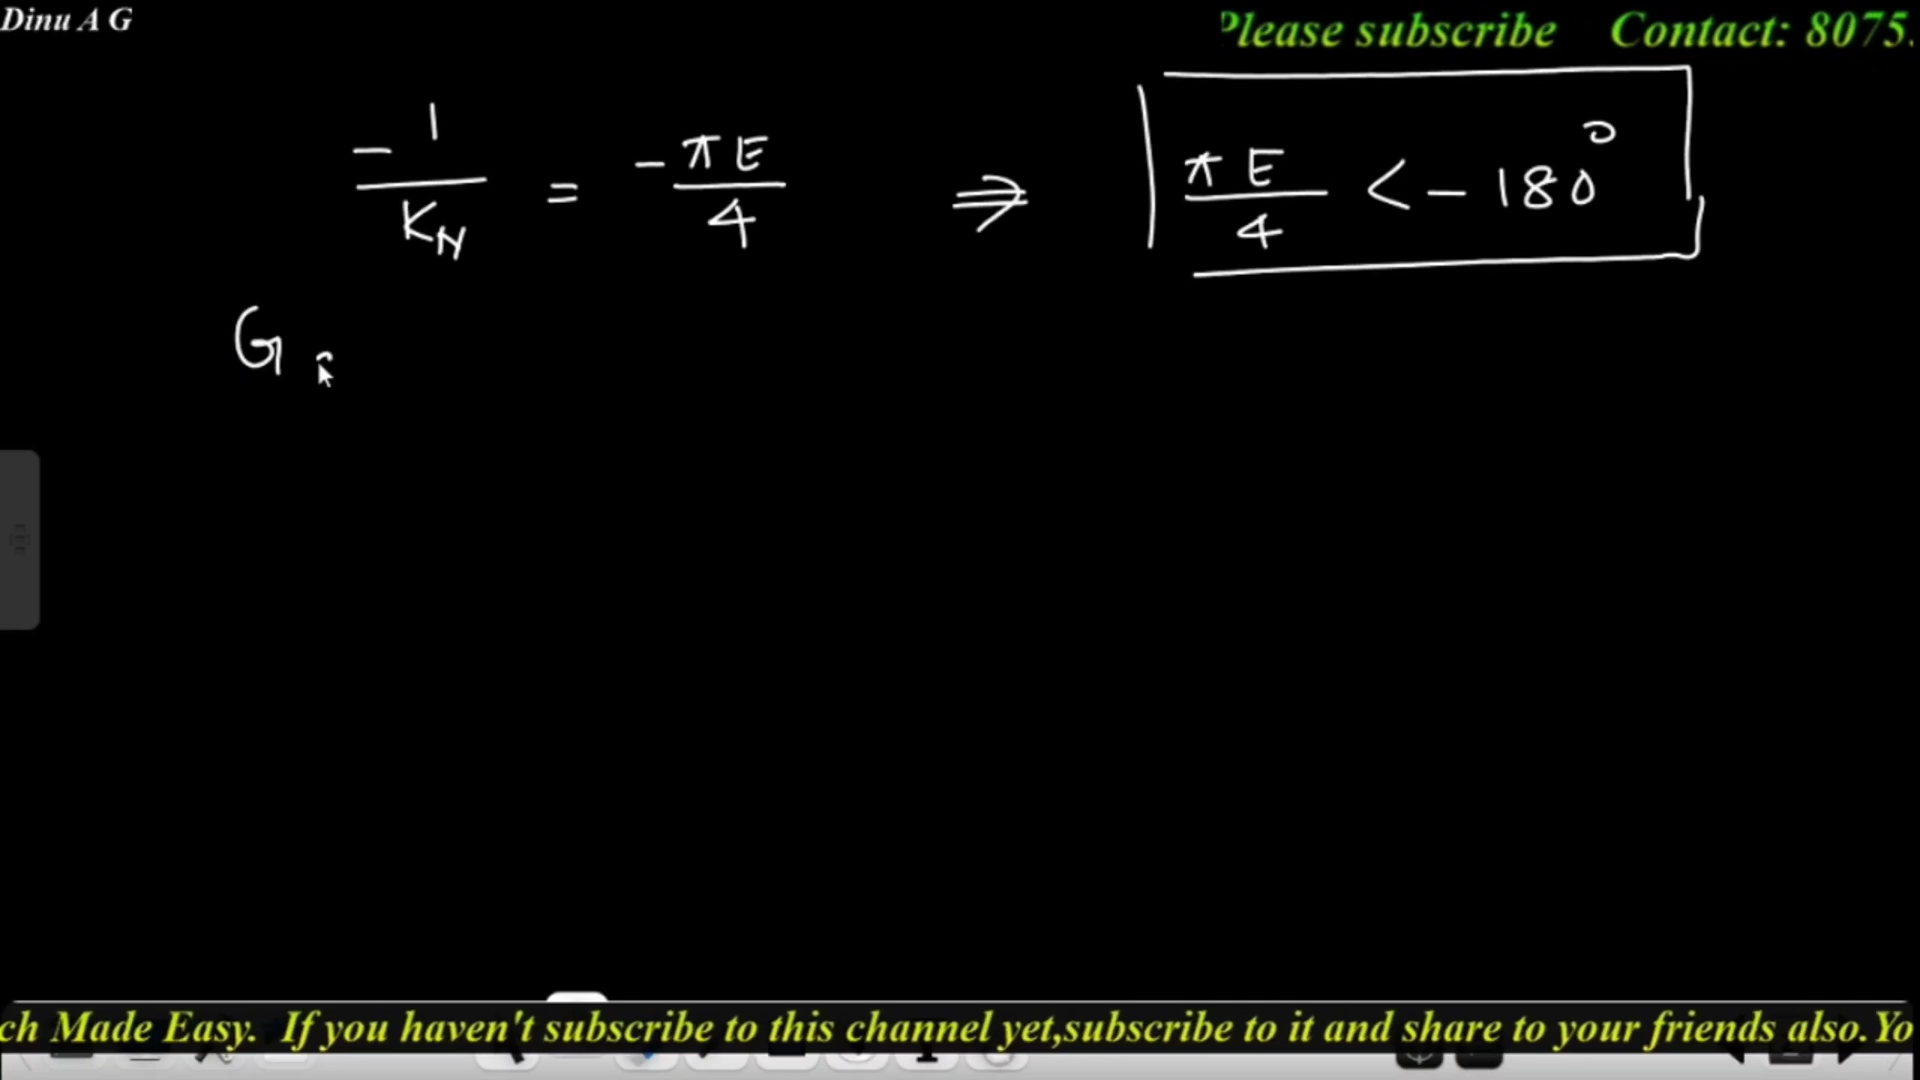 Dinu A G
Please subscribe Contact: 8075.
-1/K_N = -πE/4 ⇒ πE/4 < -180°
G
ch Made Easy. If you haven't subscribe to this channel yet,subscribe to it and share to your friends also.Yo